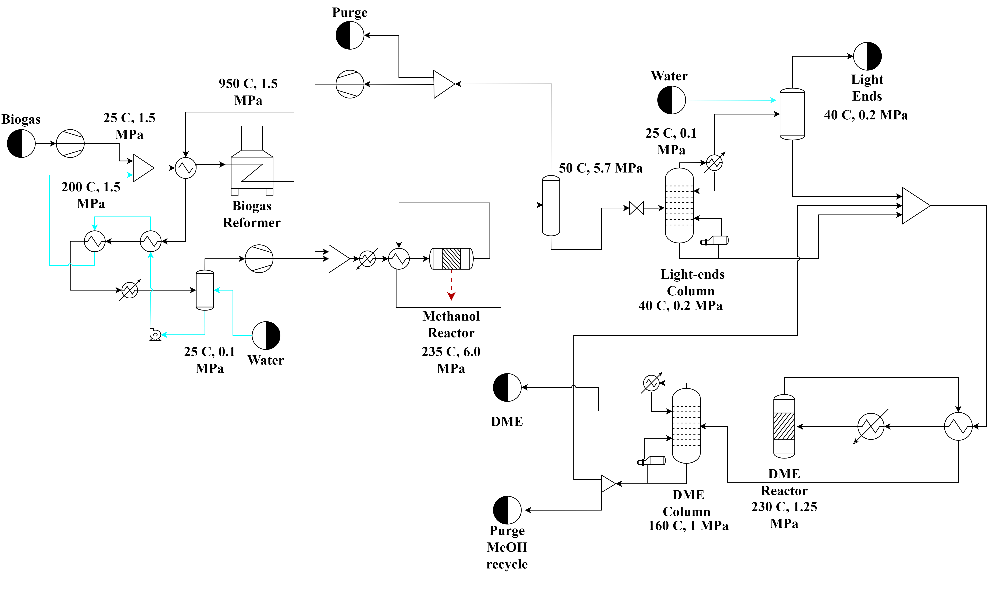 Purge
950 C, 1.5
MPa
Biogas
25 C, 1.5
MPa
200 C, 1.5
MPa
Biogas
Reformer
Water
25 C, 0.1
MPa
Light
Ends
40 C, 0.2 MPa
50 C, 5.7 MPa
Light-ends
Column
40 C, 0.2 MPa
Methanol
Reactor
235 C, 6.0
MPa
25 C, 0.1
MPa
Water
DME
DME
Column
160 C, 1 MPa
DME
Reactor
230 C, 1.25
MPa
Purge
MeOH
recycle